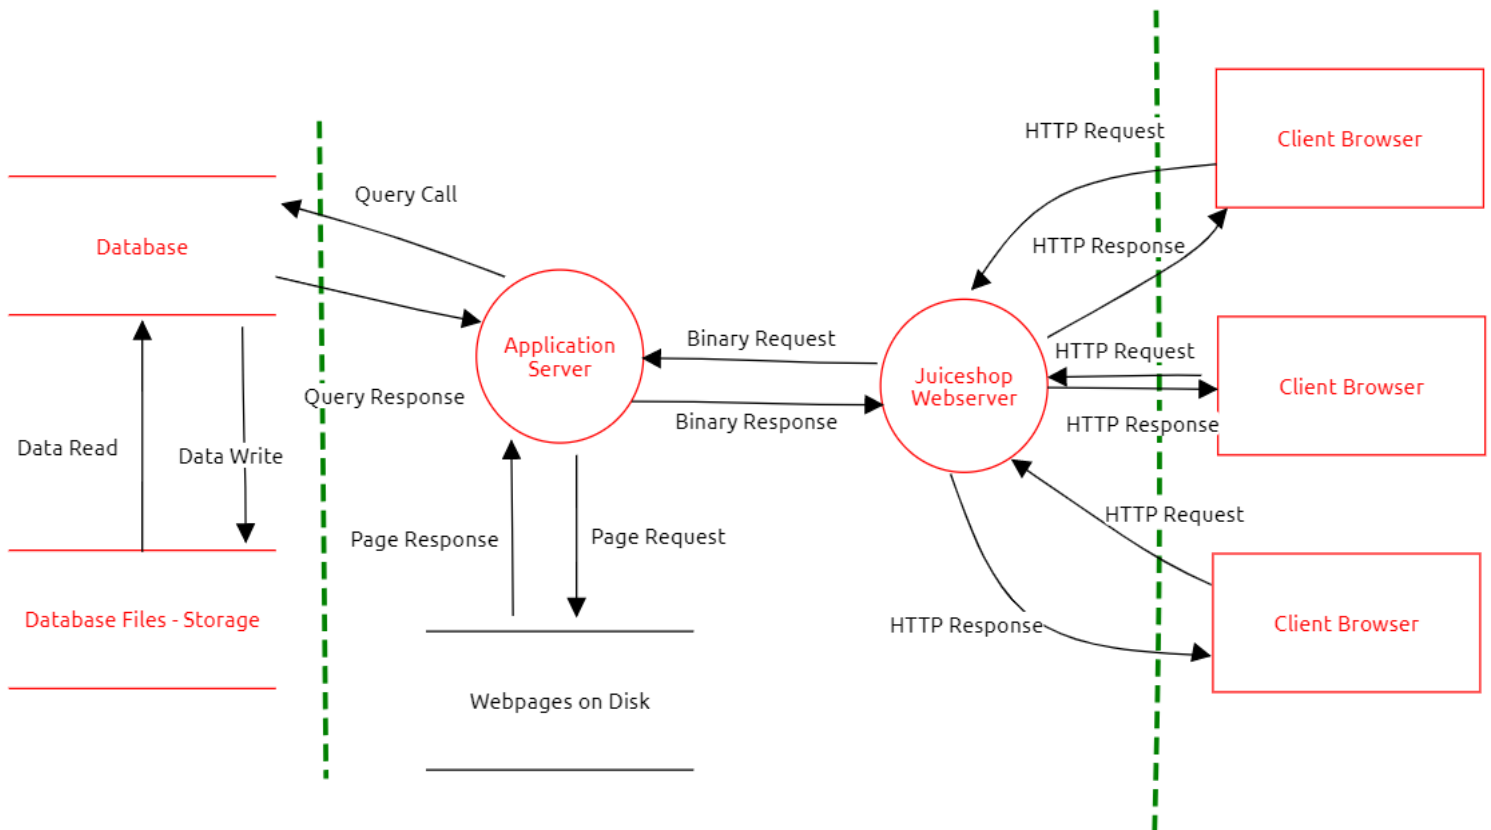 HTTP Request
Client Browser
Query Call
Database
HTTP Response
Application
Server
Binary Request
HTTP Request
Juiceshop
Webserver
Client Browser
Query Response
Binary Response
HTTP Response
Data Read
Data Write
HTTP Request
Page Response
Page Request
Database Files - Storage
HTTP Response
Client Browser
Webpages on Disk